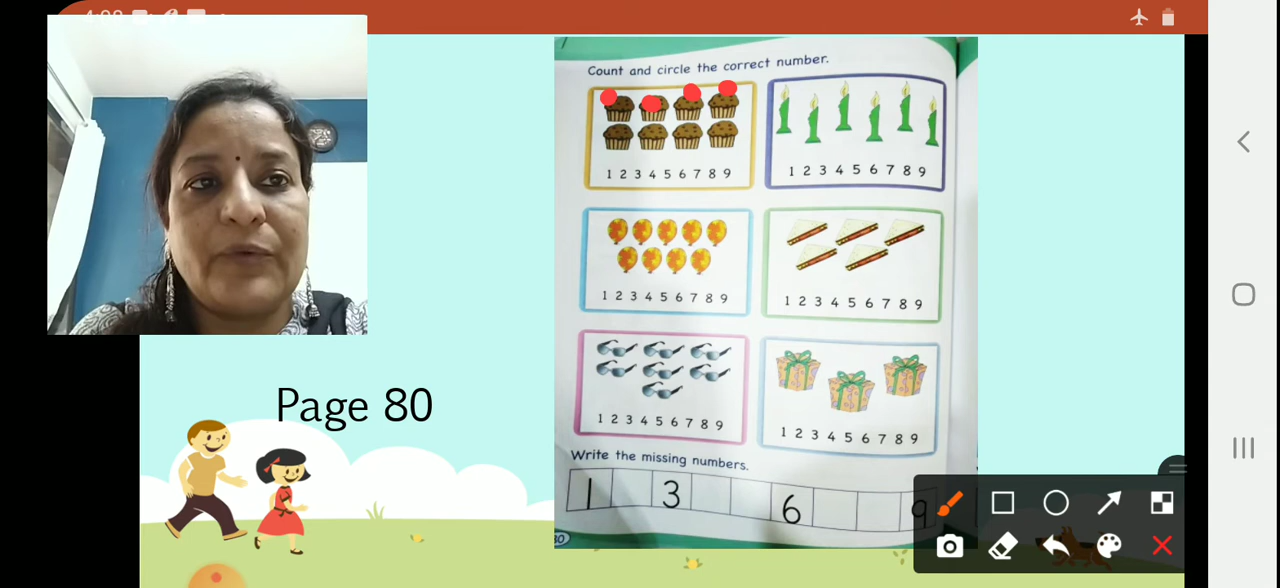 4:08
Count and circle the correct number.
1 2 3 4 5 6 7 8 9
1 2 3 4 5 6 7 8 9
1 2 3 4 5 6 7 8 9
1 2 3 4 5 6 7 8 9
1 2 3 4 5 6 7 8 9
1 2 3 4 5 6 7 8 9
Page 80
Write the missing numbers.
1 3 6 9
80